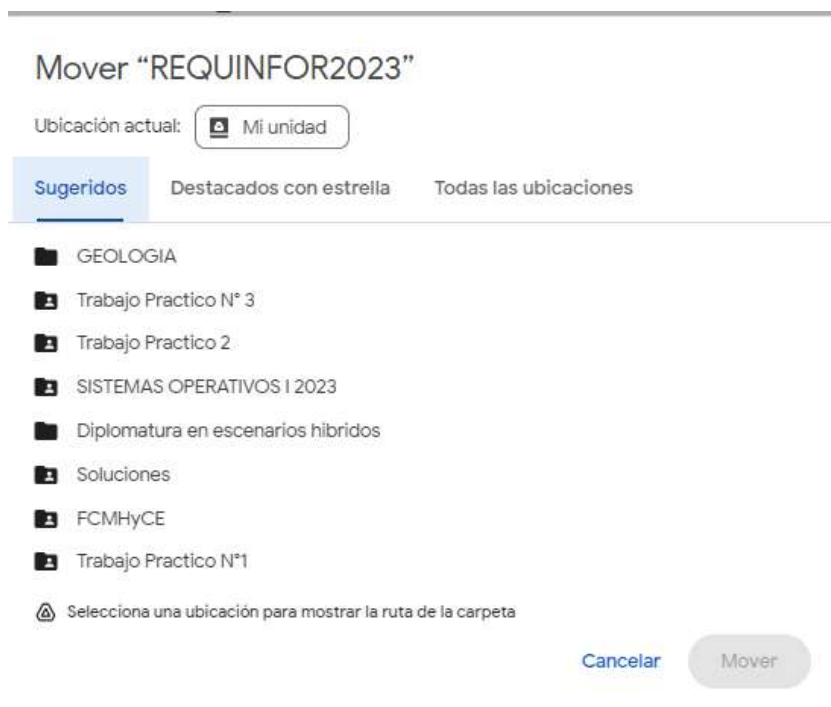 Mover “REQUINFOR2023”
Ubicación actual: Mi unidad
Sugeridos Destacados con estrella Todas las ubicaciones
GEOLOGIA
Trabajo Practico N° 3
Trabajo Practico 2
SISTEMAS OPERATIVOS I 2023
Diplomatura en escenarios hibridos
Soluciones
FCMHyCE
Trabajo Practico N°1
Selecciona una ubicación para mostrar la ruta de la carpeta
Cancelar Mover